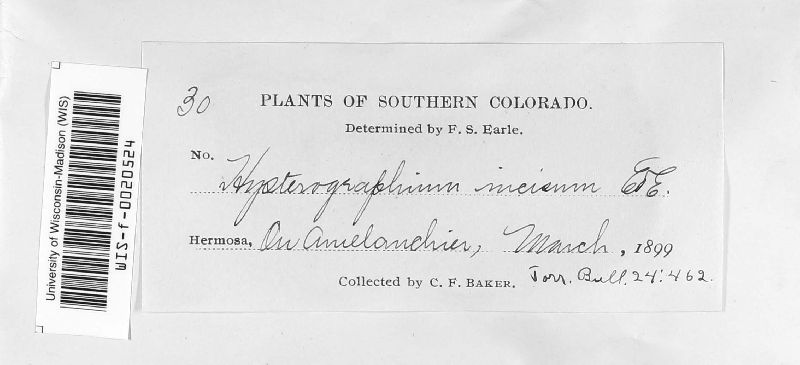 30 PLANTS OF SOUTHERN COLORADO.
Determined by F. S. Earle.
No. Hysterographium incisum E&E.
Hermosa, On Amelanchier, March, 1899
Collected by C. F. BAKER. Torr. Bull. 24:462.
University of Wisconsin-Madison (WIS)
WIS-f-0020524